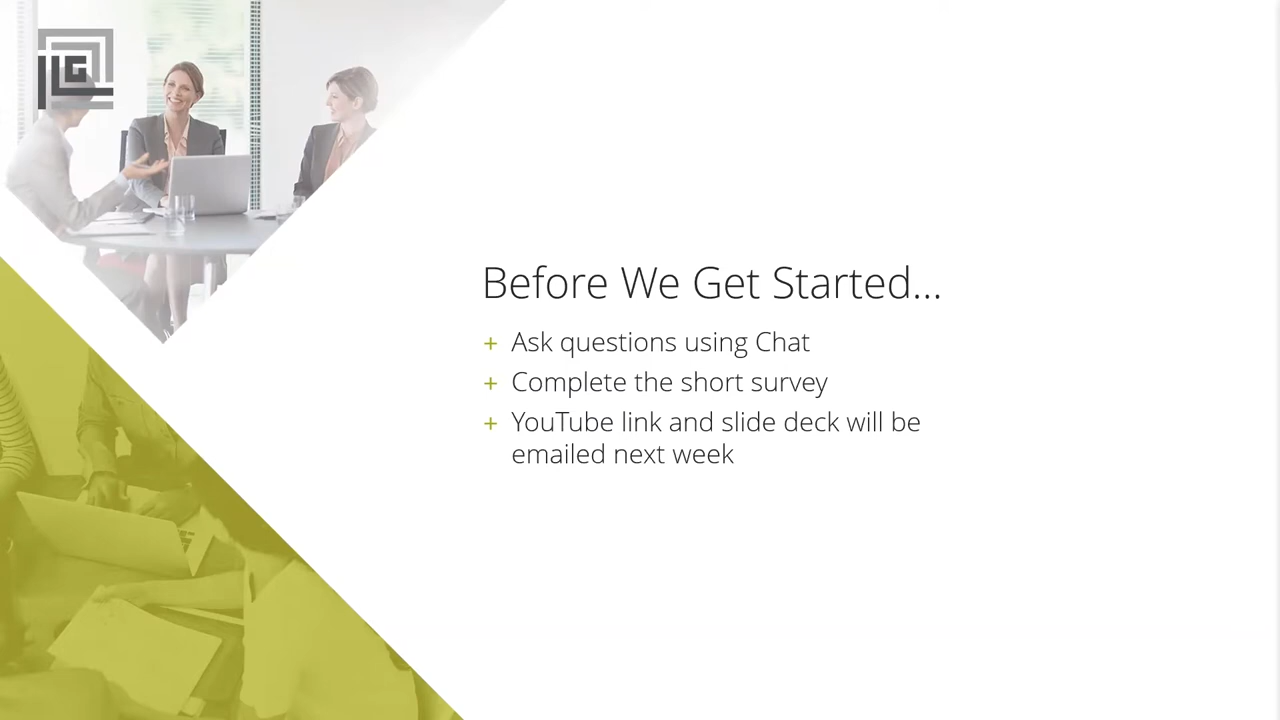 Before We Get Started...
+ Ask questions using Chat
+ Complete the short survey
+ YouTube link and slide deck will be
emailed next week